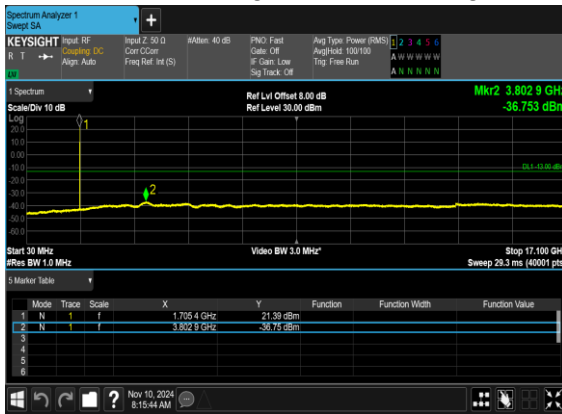 Spectrum Analyzer 1
Swept SA
KEYSIGHT Input: RF Input Z: 50 Ω #Atten: 40 dB PNO: Fast Avg Type: Power (RMS) 1 2 3 4 5 6
R T Coupling: DC Corr CCorr Gate: Off Avg|Hold: 100/100 A W W W W W
Align: Auto Freq Ref: Int (S) IF Gain: Low Trig: Free Run
Sig Track: Off A N N N N N
1 Spectrum
Ref Lvl Offset 8.00 dB Mkr2 3.802 9 GHz
Scale/Div 10 dB Ref Level 30.00 dBm -36.753 dBm
Log
20.0
10.0
0.00
-10.0
-20.0
-30.0
-40.0
-50.0
-60.0
1
DL1 -13.00 dBm
2
Start 30 MHz Video BW 3.0 MHz* Stop 17.100 GHz
#Res BW 1.0 MHz Sweep 29.3 ms (40001 pts)
5 Marker Table
Mode Trace Scale X Y Function Function Width Function Value
1 N 1 f 1.705 4 GHz 21.39 dBm
2 N 1 f 3.802 9 GHz -36.75 dBm
3
4
5
6
? Nov 10, 2024
8:15:44 AM